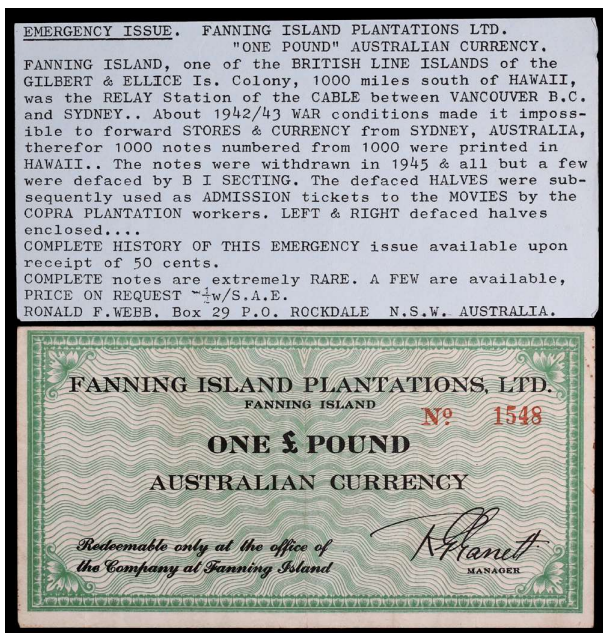 EMERGENCY ISSUE. FANNING ISLAND PLANTATIONS LTD.
"ONE POUND" AUSTRALIAN CURRENCY.
FANNING ISLAND, one of the BRITISH LINE ISLANDS of the
GILBERT & ELLICE Is. Colony, 1000 miles south of HAWAII,
was the RELAY Station of the CABLE between VANCOUVER B.C.
and SYDNEY.. About 1942/43 WAR conditions made it imposs-
ible to forward STORES & CURRENCY from SYDNEY, AUSTRALIA,
therefor 1000 notes numbered from 1000 were printed in
HAWAII.. The notes were withdrawn in 1945 & all but a few
were defaced by B I SECTING. The defaced HALVES were sub-
sequently used as ADMISSION tickets to the MOVIES by the
COPRA PLANTATION workers. LEFT & RIGHT defaced halves
enclosed....
COMPLETE HISTORY OF THIS EMERGENCY issue available upon
receipt of 50 cents.
COMPLETE notes are extremely RARE. A FEW are available,
PRICE ON REQUEST w/S.A.E.
RONALD F.WEBB. Box 29 P.O. ROCKDALE N.S.W. AUSTRALIA.
FANNING ISLAND PLANTATIONS, LTD.
FANNING ISLAND
Nº 1548
ONE £ POUND
AUSTRALIAN CURRENCY
Redeemable only at the office of
the Company at Fanning Island
MANAGER